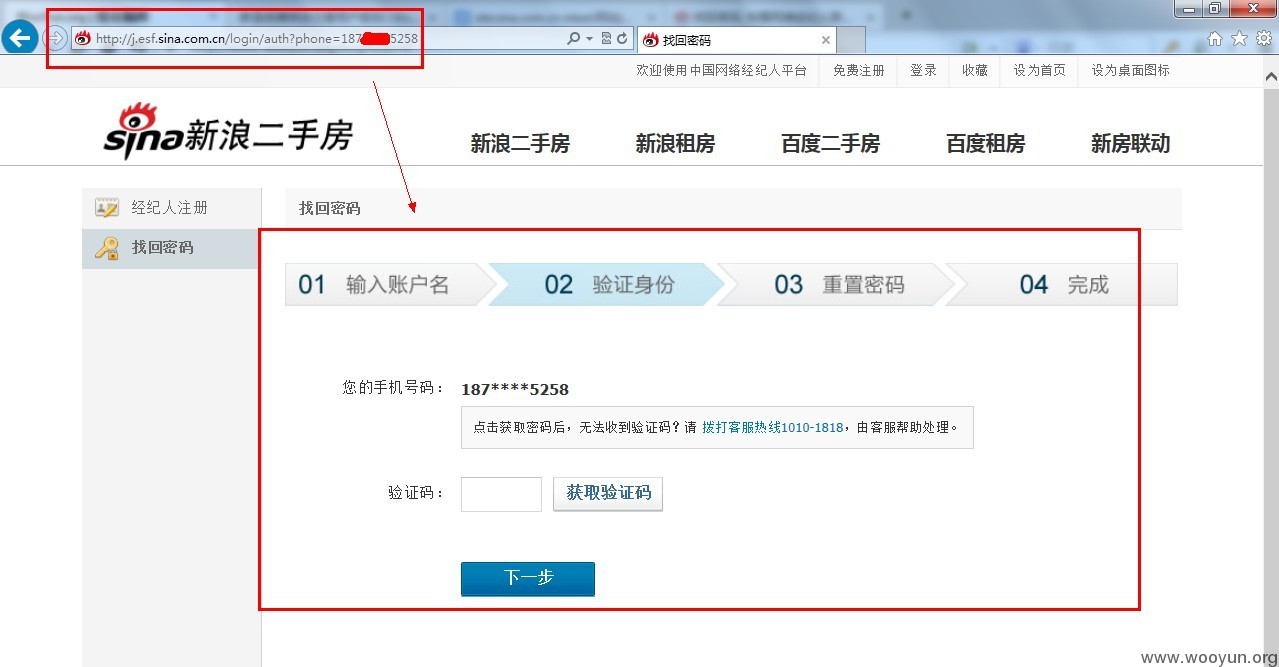 http://j.esf.sina.com.cn/login/auth?phone=187 5258
找回密码
欢迎使用中国网络经纪人平台 免费注册 登录 收藏 设为首页 设为桌面图标
sina新浪二手房
新浪二手房 新浪租房 百度二手房 百度租房 新房联动
经纪人注册
找回密码
找回密码
01 输入账户名 02 验证身份 03 重置密码 04 完成
您的手机号码： 187****5258
点击获取密码后，无法收到验证码？请 拨打客服热线1010-1818，由客服帮助处理。
验证码： 获取验证码
下一步
www.wooyun.org